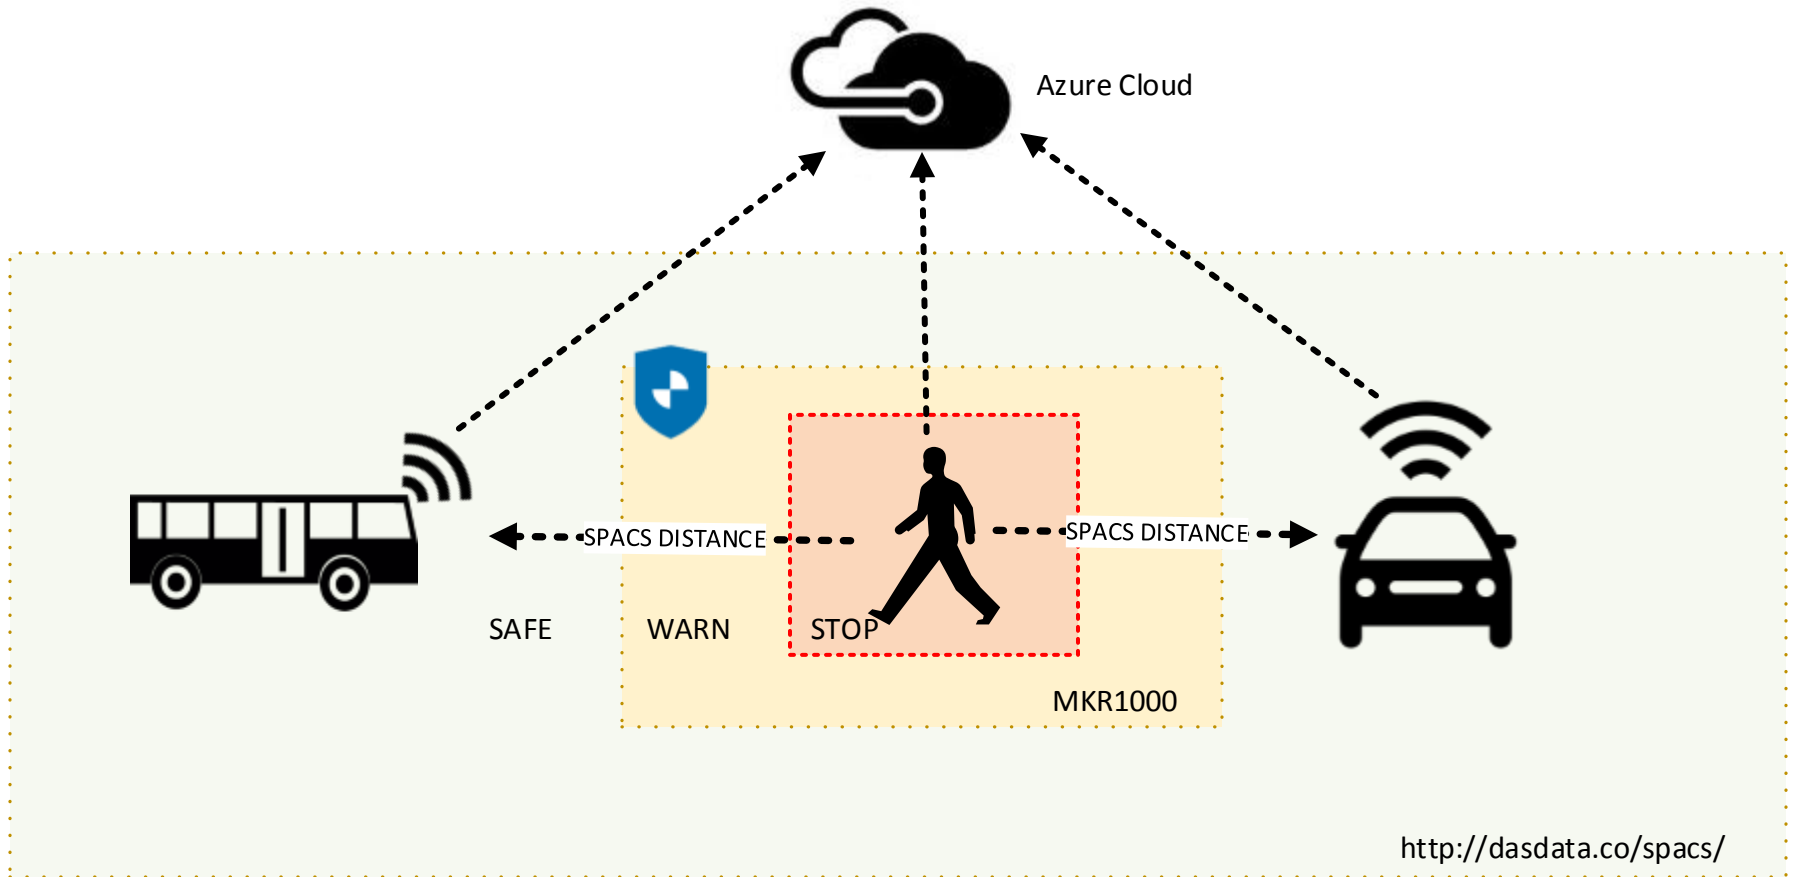 Azure Cloud
SPACS DISTANCE
SPACS DISTANCE
SAFE
WARN
STOP
MKR1000
http://dasdata.co/spacs/